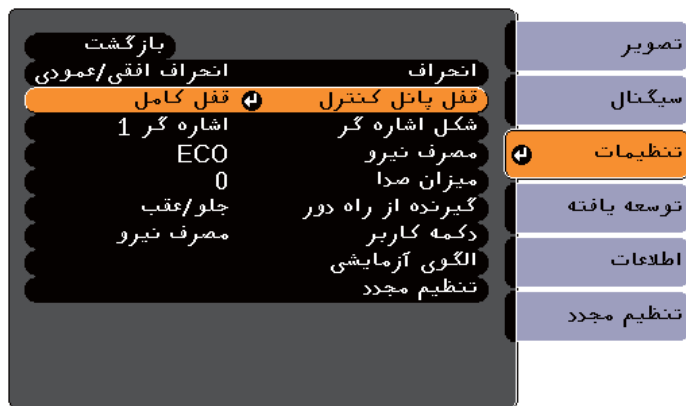 تصویر
سیگنال
تنظیمات
توسعه یافته
اطلاعات
تنظیم مجدد
بازگشت
انحراف انحراف افقی/عمودی
قفل پانل کنترل قفل کامل
شکل اشاره گر اشاره گر 1
مصرف نیرو ECO
میزان صدا 0
گیرنده از راه دور جلو/عقب
دکمه کاربر مصرف نیرو
الگوی آزمایشی
تنظیم مجدد